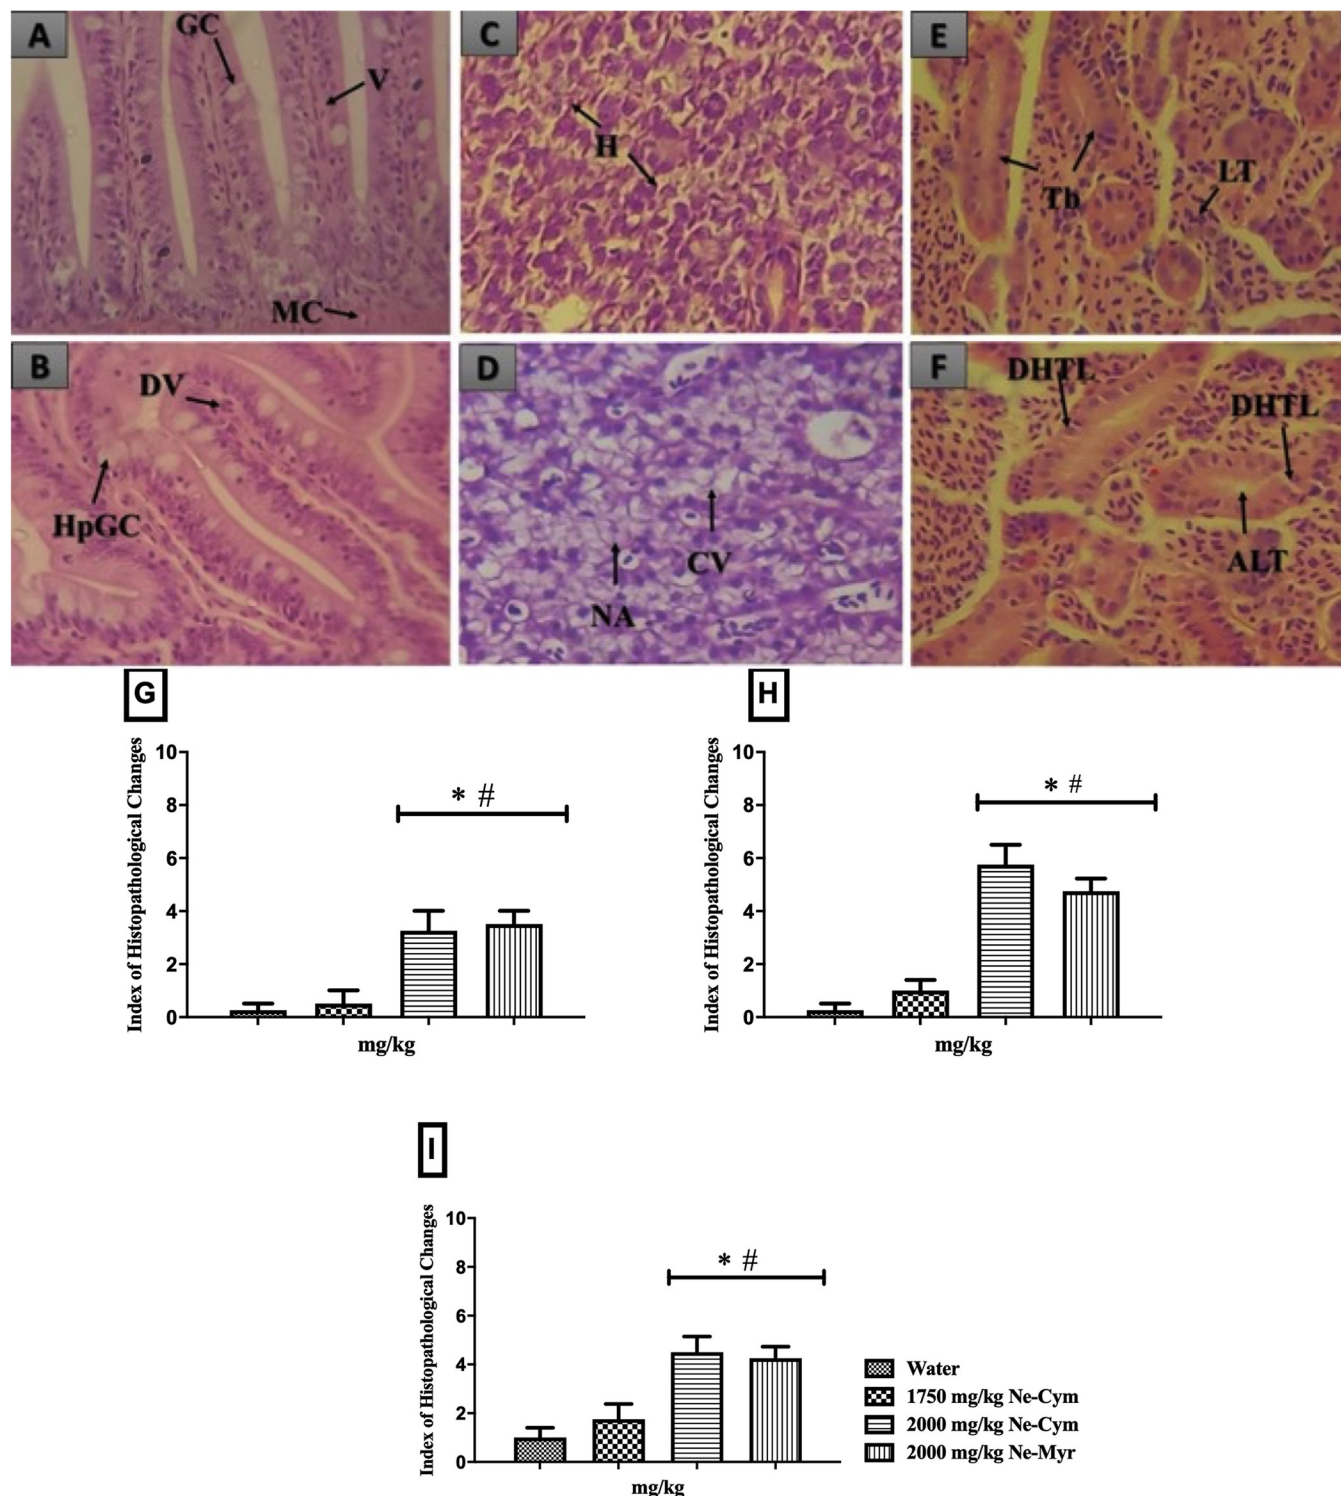 A
GC
V
MC
C
H
E
Tb
LT
B
DV
HpGC
D
NA
CV
F
DHTL
DHTL
ALT
G
Index of Histopathological Changes
10
8
6
4
2
0
* #
mg/kg
H
Index of Histopathological Changes
10
8
6
4
2
0
* #
mg/kg
I
Index of Histopathological Changes
10
8
6
4
2
0
* #
mg/kg
Water
1750 mg/kg Ne-Cym
2000 mg/kg Ne-Cym
2000 mg/kg Ne-Myr